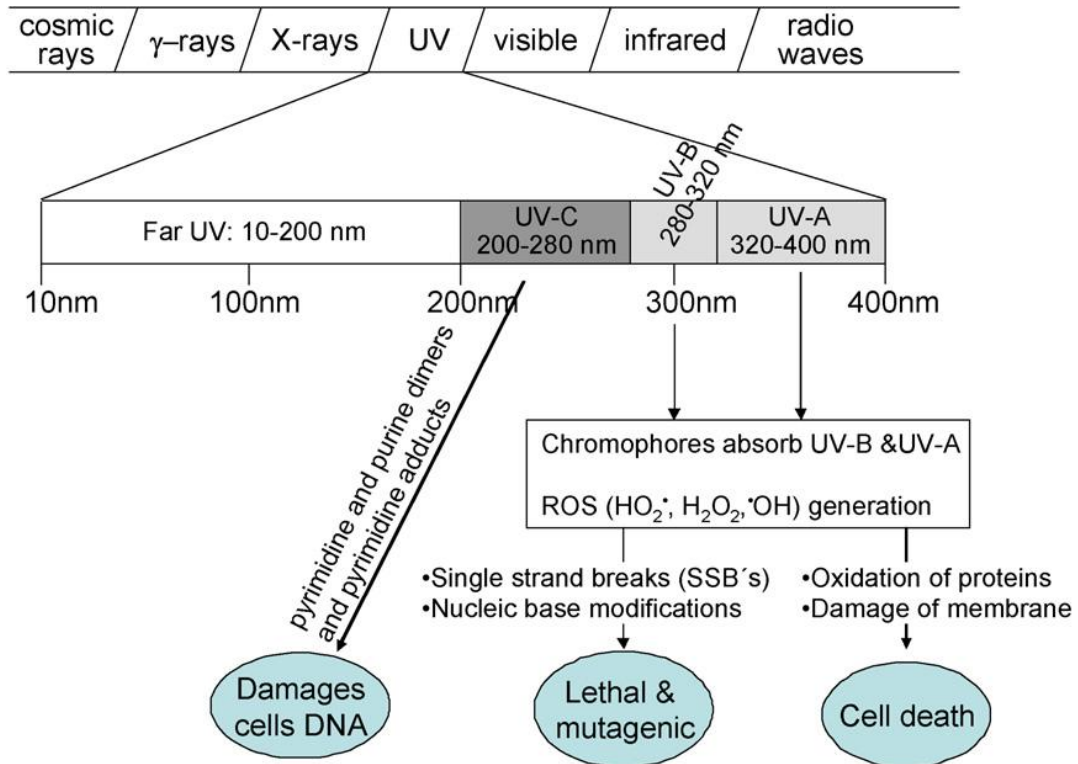 cosmic rays
γ–rays
X-rays
UV
visible
infrared
radio waves
UV-B
280-320 nm
Far UV: 10-200 nm
UV-C
200-280 nm
UV-A
320-400 nm
10nm
100nm
200nm
300nm
400nm
pyrimidine and purine dimers
and pyrimidine adducts
Chromophores absorb UV-B &UV-A
ROS (HO₂•, H₂O₂,•OH) generation
•Single strand breaks (SSB´s)
•Nucleic base modifications
•Oxidation of proteins
•Damage of membrane
Damages
cells DNA
Lethal &
mutagenic
Cell death